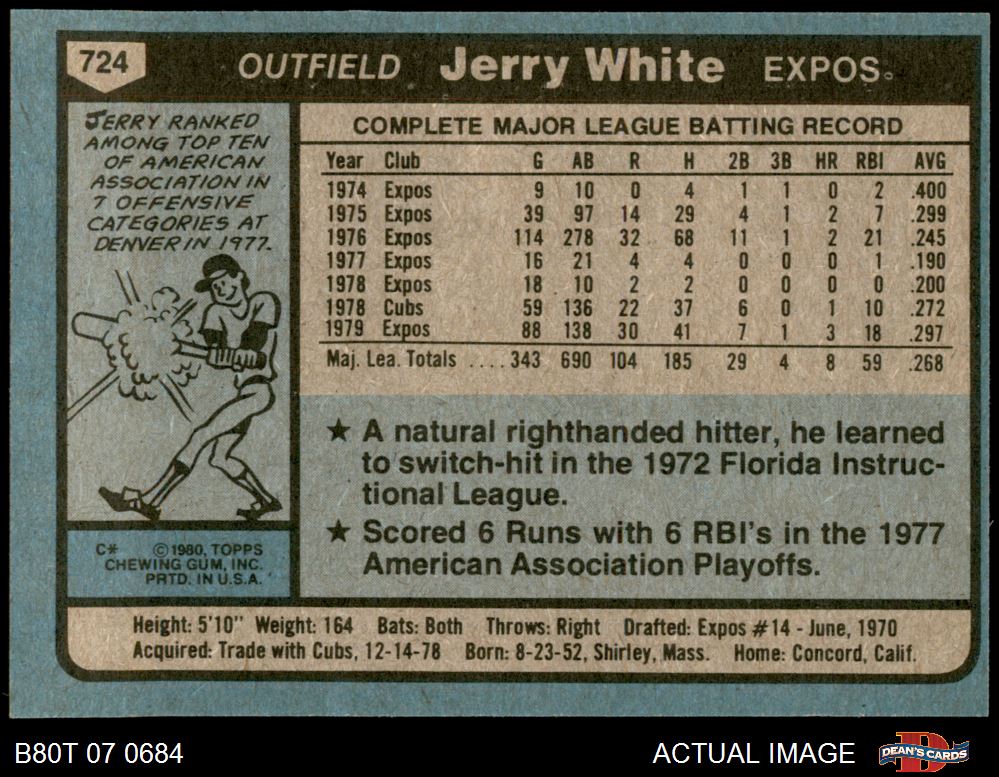 724
OUTFIELD Jerry White EXPOS
JERRY RANKED
AMONG TOP TEN
OF AMERICAN
ASSOCIATION IN
7 OFFENSIVE
CATEGORIES AT
DENVER IN 1977.
C* ©1980, TOPPS
CHEWING GUM, INC.
PRTD. IN U.S.A.
COMPLETE MAJOR LEAGUE BATTING RECORD
Year Club G AB R H 2B 3B HR RBI AVG
1974 Expos 9 10 0 4 1 1 0 2 .400
1975 Expos 39 97 14 29 4 1 2 7 .299
1976 Expos 114 278 32 68 11 1 2 21 .245
1977 Expos 16 21 4 4 0 0 0 1 .190
1978 Expos 18 10 2 2 0 0 0 0 .200
1978 Cubs 59 136 22 37 6 0 1 10 .272
1979 Expos 88 138 30 41 7 1 3 18 .297
Maj. Lea. Totals .... 343 690 104 185 29 4 8 59 .268
★ A natural righthanded hitter, he learned
to switch-hit in the 1972 Florida Instruc-
tional League.
★ Scored 6 Runs with 6 RBI's in the 1977
American Association Playoffs.
Height: 5'10" Weight: 164 Bats: Both Throws: Right Drafted: Expos #14 - June, 1970
Acquired: Trade with Cubs, 12-14-78 Born: 8-23-52, Shirley, Mass. Home: Concord, Calif.
B80T 07 0684
ACTUAL IMAGE
DEAN'S CARDS